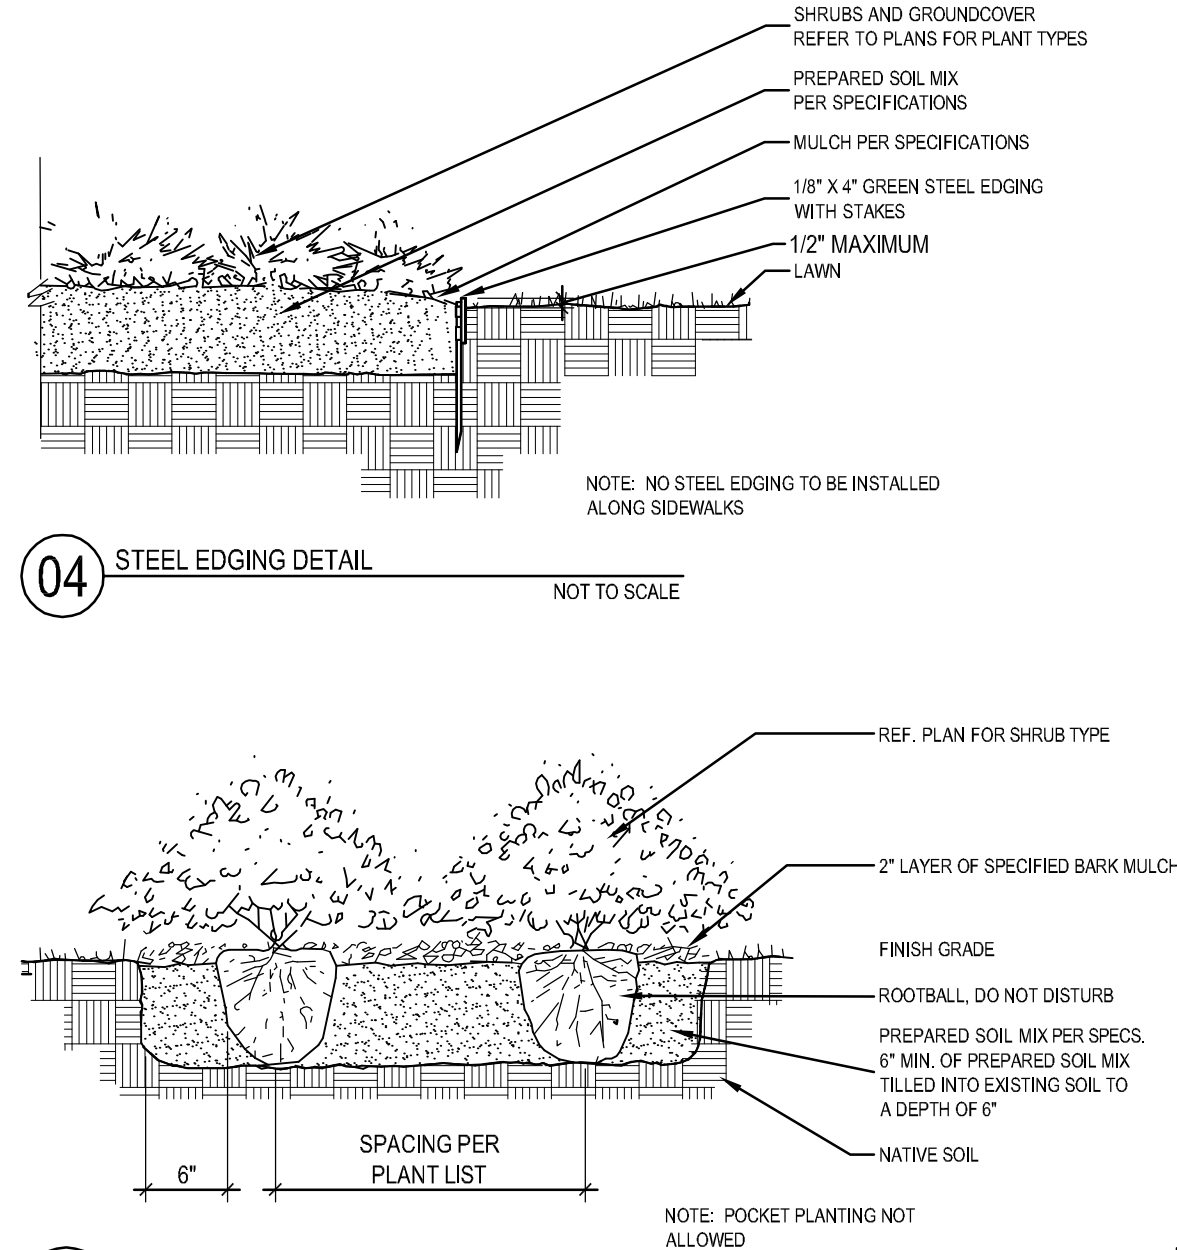 SHRUBS AND GROUNDCOVER
REFER TO PLANS FOR PLANT TYPES
PREPARED SOIL MIX
PER SPECIFICATIONS
MULCH PER SPECIFICATIONS
1/8" X 4" GREEN STEEL EDGING
WITH STAKES
1/2" MAXIMUM
LAWN
NOTE: NO STEEL EDGING TO BE INSTALLED
ALONG SIDEWALKS
04
STEEL EDGING DETAIL
NOT TO SCALE
REF. PLAN FOR SHRUB TYPE
2" LAYER OF SPECIFIED BARK MULCH
FINISH GRADE
ROOTBALL, DO NOT DISTURB
PREPARED SOIL MIX PER SPECS.
6" MIN. OF PREPARED SOIL MIX
TILLED INTO EXISTING SOIL TO
A DEPTH OF 6"
NATIVE SOIL
SPACING PER
PLANT LIST
6"
NOTE: POCKET PLANTING NOT
ALLOWED